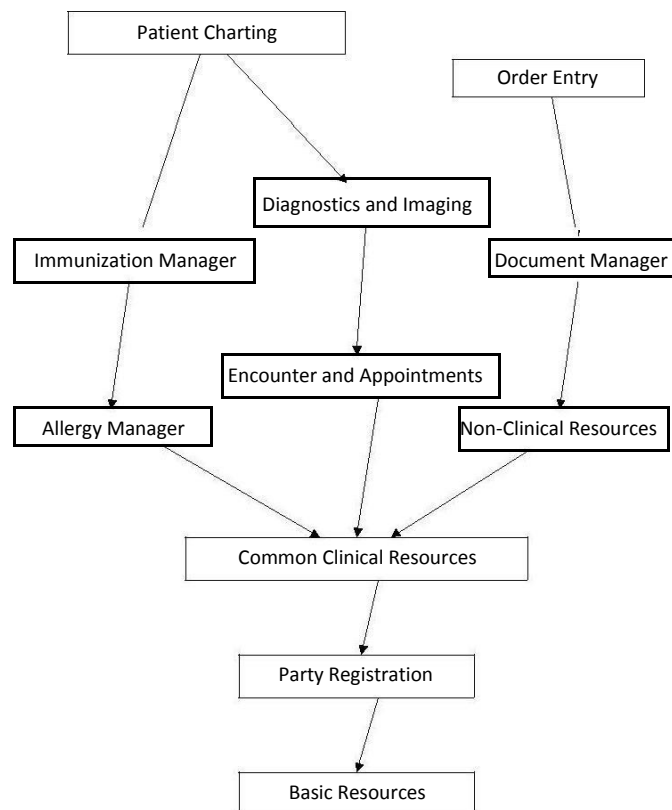 Patient Charting
Order Entry
Diagnostics and Imaging
Immunization Manager
Document Manager
Encounter and Appointments
Allergy Manager
Non-Clinical Resources
Common Clinical Resources
Party Registration
Basic Resources